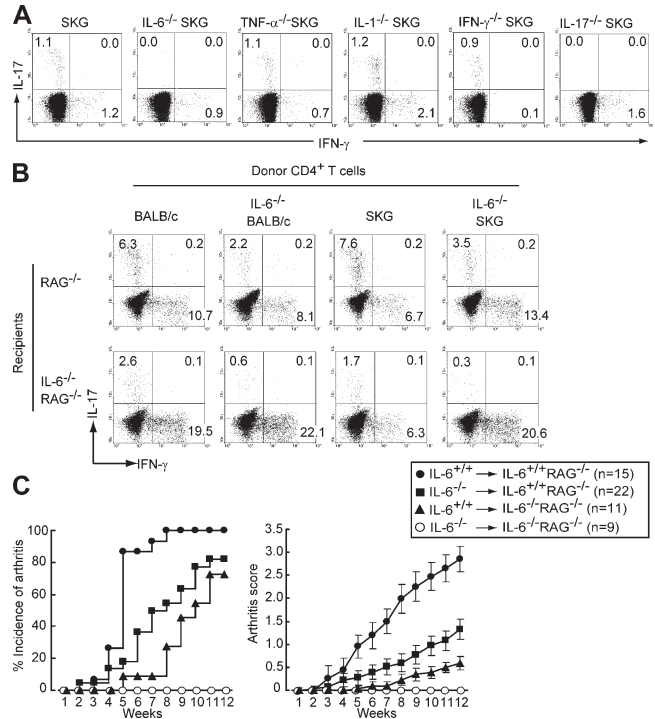 A
SKG IL-6-/- SKG TNF-α-/-SKG IL-1-/- SKG IFN-γ-/-SKG IL-17-/- SKG
1.1 0.0 0.0 0.0 1.1 0.0 1.2 0.0 0.9 0.0 0.0 0.0
1.2 0.9 0.7 2.1 0.1 1.6
IL-17
IFN-γ
B
Donor CD4+ T cells
BALB/c IL-6-/- BALB/c SKG IL-6-/- SKG
Recipients
RAG-/-
6.3 0.2 2.2 0.2 7.6 0.2 3.5 0.2
10.7 8.1 6.7 13.4
IL-6-/-
RAG-/-
2.6 0.1 0.6 0.1 1.7 0.1 0.3 0.1
19.5 22.1 6.3 20.6
IL-17
IFN-γ
C
● IL-6+/+ → IL-6+/+RAG-/- (n=15)
■ IL-6-/- → IL-6+/+RAG-/- (n=22)
▲ IL-6+/+ → IL-6-/-RAG-/- (n=11)
○ IL-6-/- → IL-6-/-RAG-/- (n=9)
% Incidence of arthritis
100
80
60
40
20
0
1 2 3 4 5 6 7 8 9 10 11 12
Weeks
Arthritis score
3.5
3.0
2.5
2.0
1.5
1.0
0.5
0
1 2 3 4 5 6 7 8 9 10 11 12
Weeks